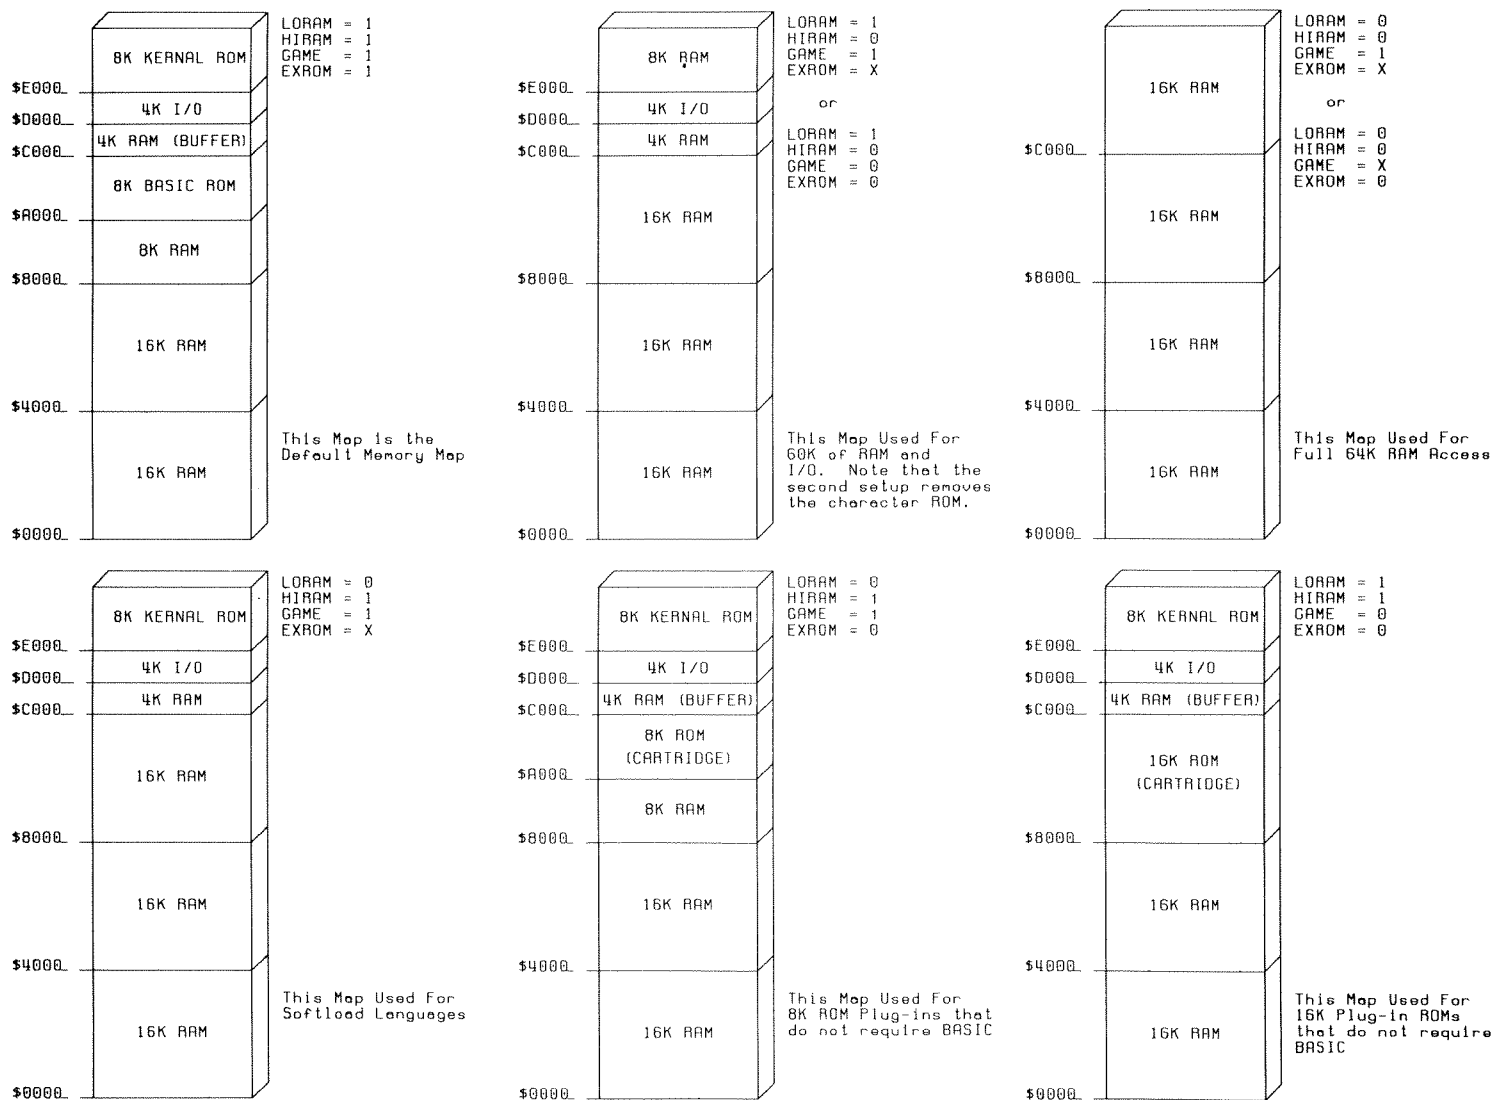 LORAM = 1
HIRAM = 1
GAME = 1
EXROM = 1
8K KERNAL ROM
$E000
4K I/O
$D000
4K RAM (BUFFER)
$C000
8K BASIC ROM
$A000
8K RAM
$8000
16K RAM
$4000
16K RAM
$0000
This Map is the
Default Memory Map
LORAM = 1
HIRAM = 0
GAME = 1
EXROM = X
or
LORAM = 1
HIRAM = 0
GAME = 0
EXROM = 0
8K RAM
$E000
4K I/O
$D000
4K RAM
$C000
16K RAM
$8000
16K RAM
$4000
16K RAM
$0000
This Map Used For
60K of RAM and
I/O. Note that the
second setup removes
the character ROM.
LORAM = 0
HIRAM = 0
GAME = 1
EXROM = X
or
LORAM = 0
HIRAM = 0
GAME = X
EXROM = 0
16K RAM
$C000
16K RAM
$8000
16K RAM
$4000
16K RAM
$0000
This Map Used For
Full 64K RAM Access
LORAM = 0
HIRAM = 1
GAME = 1
EXROM = X
8K KERNAL ROM
$E000
4K I/O
$D000
4K RAM
$C000
16K RAM
$8000
16K RAM
$4000
16K RAM
$0000
This Map Used For
Softload Languages
LORAM = 0
HIRAM = 1
GAME = 1
EXROM = 0
8K KERNAL ROM
$E000
4K I/O
$D000
4K RAM (BUFFER)
$C000
8K ROM
(CARTRIDGE)
$A000
8K RAM
$8000
16K RAM
$4000
16K RAM
$0000
This Map Used For
8K ROM Plug-ins that
do not require BASIC
LORAM = 1
HIRAM = 1
GAME = 0
EXROM = 0
8K KERNAL ROM
$E000
4K I/O
$D000
4K RAM (BUFFER)
$C000
16K ROM
(CARTRIDGE)
$8000
16K RAM
$4000
16K RAM
$0000
This Map Used For
16K Plug-in ROMs
that do not require
BASIC